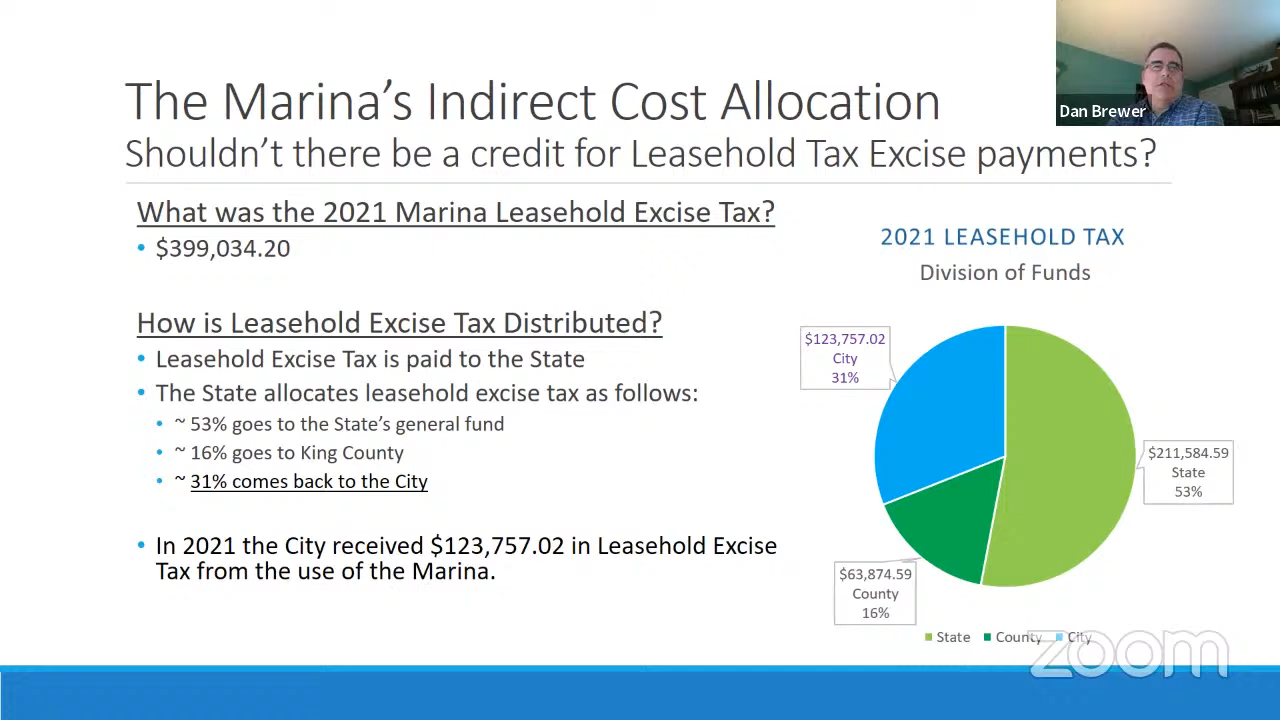 The Marina's Indirect Cost Allocation
Shouldn't there be a credit for Leasehold Tax Excise payments?
Dan Brewer
What was the 2021 Marina Leasehold Excise Tax?
• $399,034.20
How is Leasehold Excise Tax Distributed?
• Leasehold Excise Tax is paid to the State
• The State allocates leasehold excise tax as follows:
• ~ 53% goes to the State's general fund
• ~ 16% goes to King County
• ~ 31% comes back to the City
• In 2021 the City received $123,757.02 in Leasehold Excise
Tax from the use of the Marina.
2021 LEASEHOLD TAX
Division of Funds
$123,757.02
City
31%
$211,584.59
State
53%
$63,874.59
County
16%
State County City
zoom